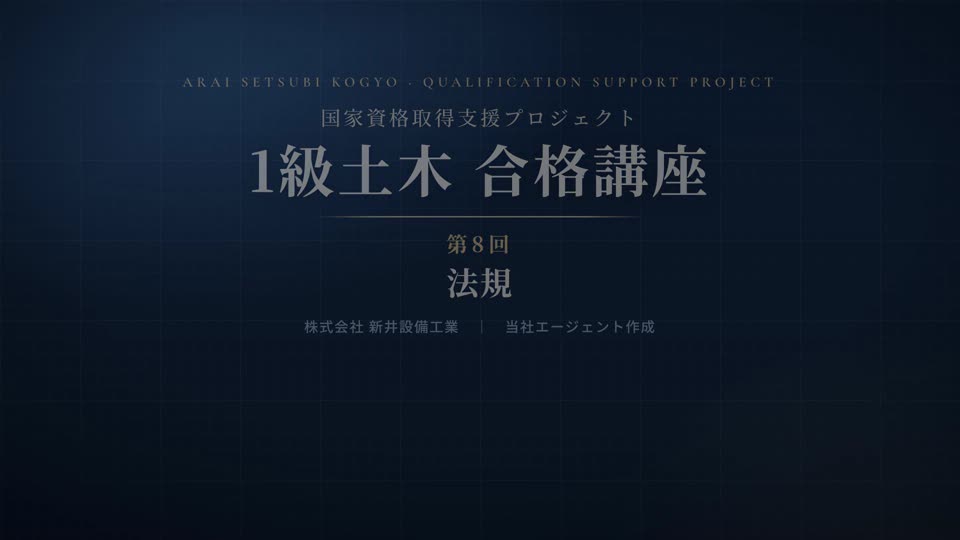 ARAI SETSUBI KOGYO · QUALIFICATION SUPPORT PROJECT
国家資格取得支援プロジェクト
1級土木 合格講座
第8回
法規
株式会社 新井設備工業 | 当社エージェント作成